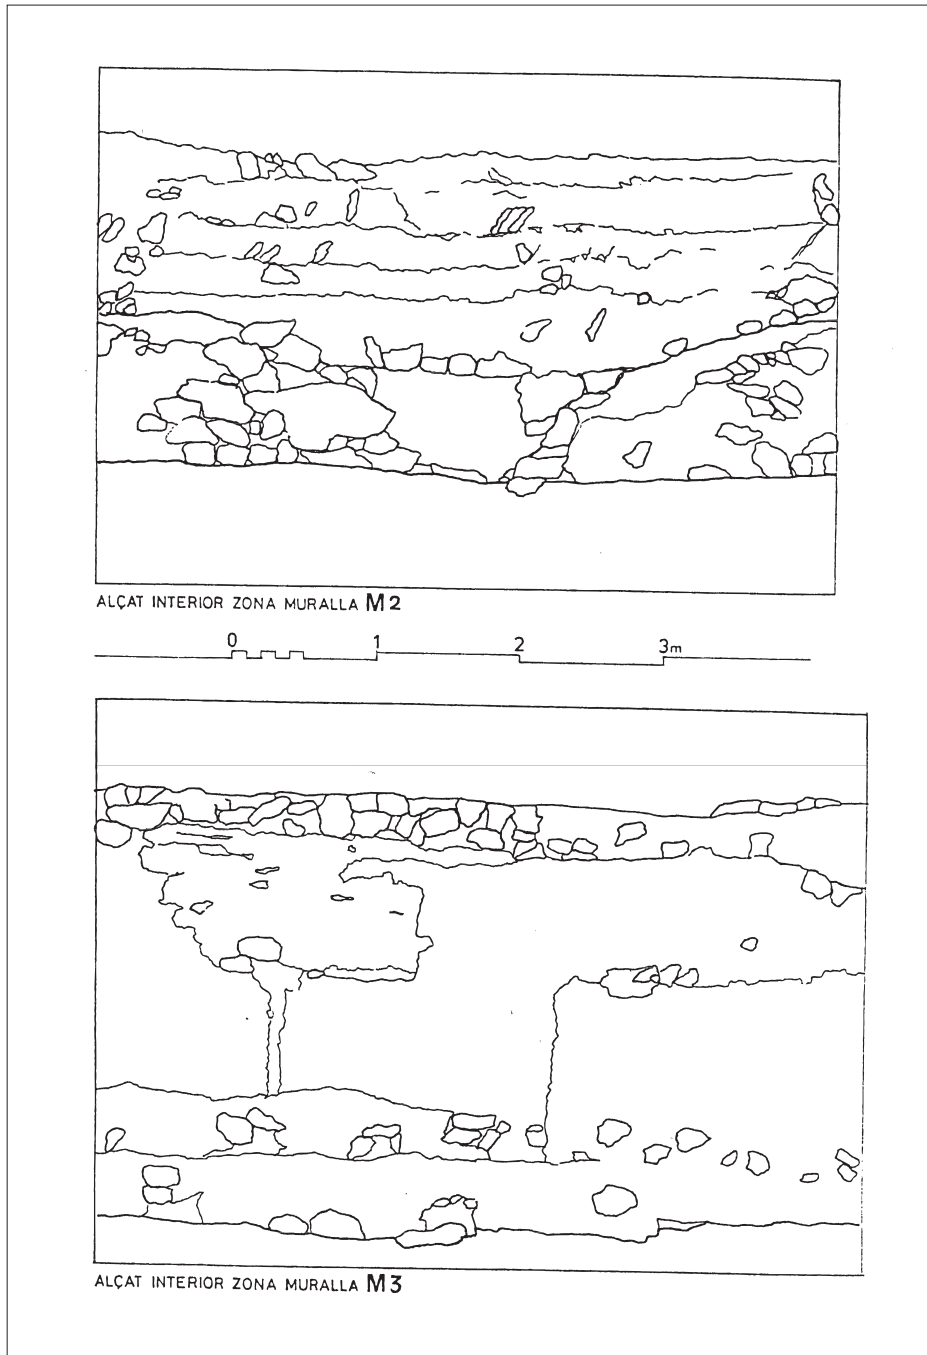 ALÇAT INTERIOR ZONA MURALLA M2
0 1 2 3m
ALÇAT INTERIOR ZONA MURALLA M3